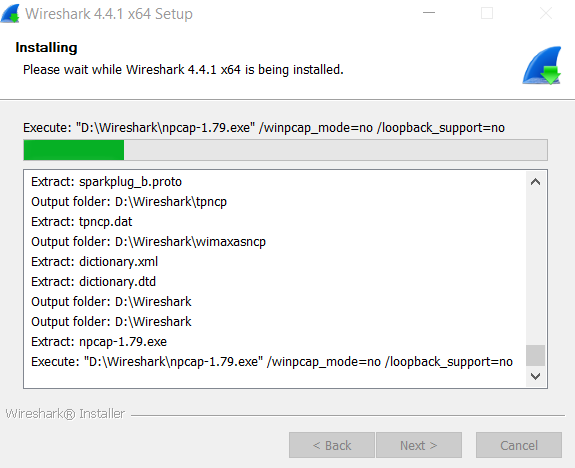 Wireshark 4.4.1 x64 Setup
Installing
Please wait while Wireshark 4.4.1 x64 is being installed.
Execute: "D:\Wireshark\npcap-1.79.exe" /winpcap_mode=no /loopback_support=no
Extract: sparkplug_b.proto
Output folder: D:\Wireshark\tpncp
Extract: tpncp.dat
Output folder: D:\Wireshark\wimaxasncp
Extract: dictionary.xml
Extract: dictionary.dtd
Output folder: D:\Wireshark
Output folder: D:\Wireshark
Extract: npcap-1.79.exe
Execute: "D:\Wireshark\npcap-1.79.exe" /winpcap_mode=no /loopback_support=no
Wireshark® Installer
< Back Next > Cancel